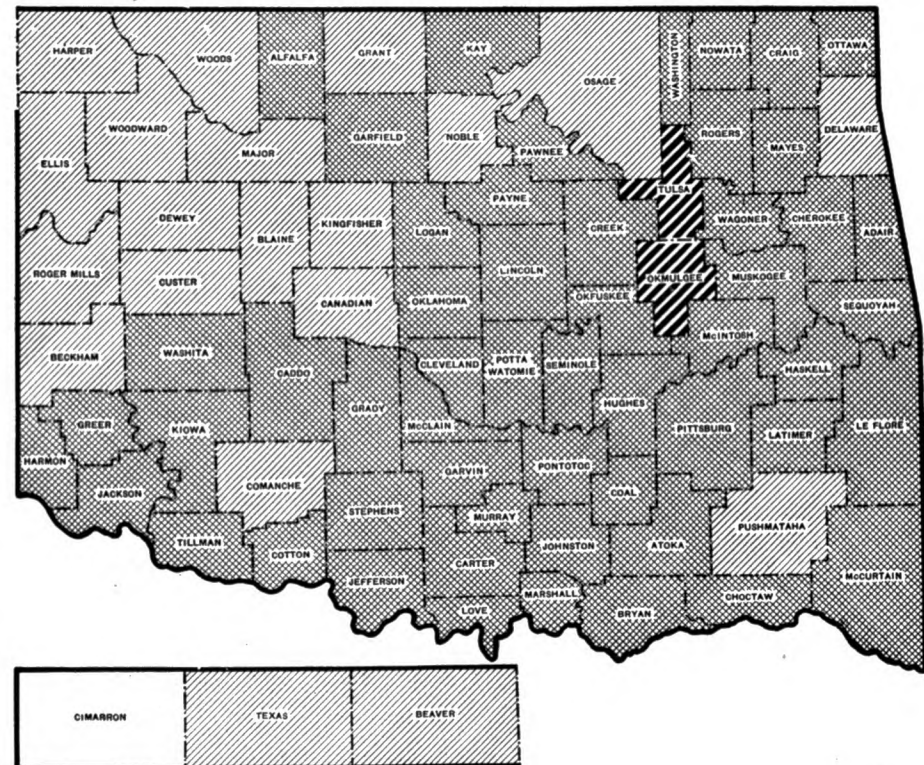 HARPER
WOODS
ALFALFA
GRANT
KAY
OSAGE
WASHINGTON
NOWATA
CRAIG
OTTAWA
WOODWARD
ELLIS
MAJOR
GARFIELD
NOBLE
PAWNEE
ROGERS
MAYES
DELAWARE
TULSA
DEWEY
BLAINE
KINGFISHER
LOGAN
PAYNE
CREEK
WAGONER
CHEROKEE
ADAIR
ROGER MILLS
CUSTER
CANADIAN
OKLAHOMA
LINCOLN
OKFUSKEE
OKMULGEE
MUSKOGEE
SEQUOYAH
BECKHAM
WASHITA
CADDO
GRADY
CLEVELAND
POTTA
WATOMIE
SEMINOLE
HUGHES
McINTOSH
HASKELL
GREER
KIOWA
McCLAIN
PITTSBURG
LATIMER
LE FLORE
HARMON
JACKSON
COMANCHE
GARVIN
PONTOTOC
COAL
STEPHENS
MURRAY
TILLMAN
COTTON
JOHNSTON
ATOKA
PUSHMATAHA
JEFFERSON
CARTER
MARSHALL
LOVE
BRYAN
CHOCTAW
McCURTAIN
CIMARRON
TEXAS
BEAVER